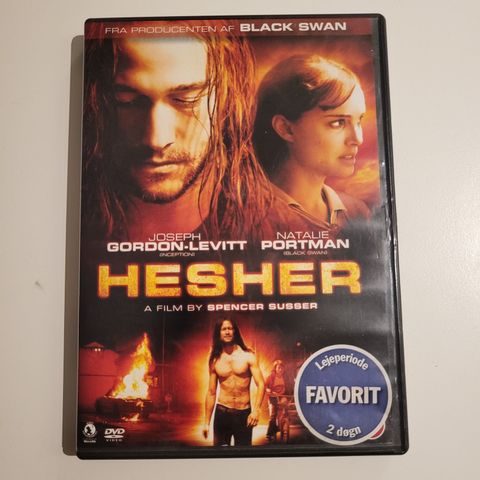 FRA PRODUCENTEN AF BLACK SWAN
JOSEPH
GORDON-LEVITT
(INCEPTION)
NATALIE
PORTMAN
(BLACK SWAN)
HESHER
A FILM BY SPENCER SUSSER
Lejeperiode
FAVORIT
2 døgn
DVD
VIDEO